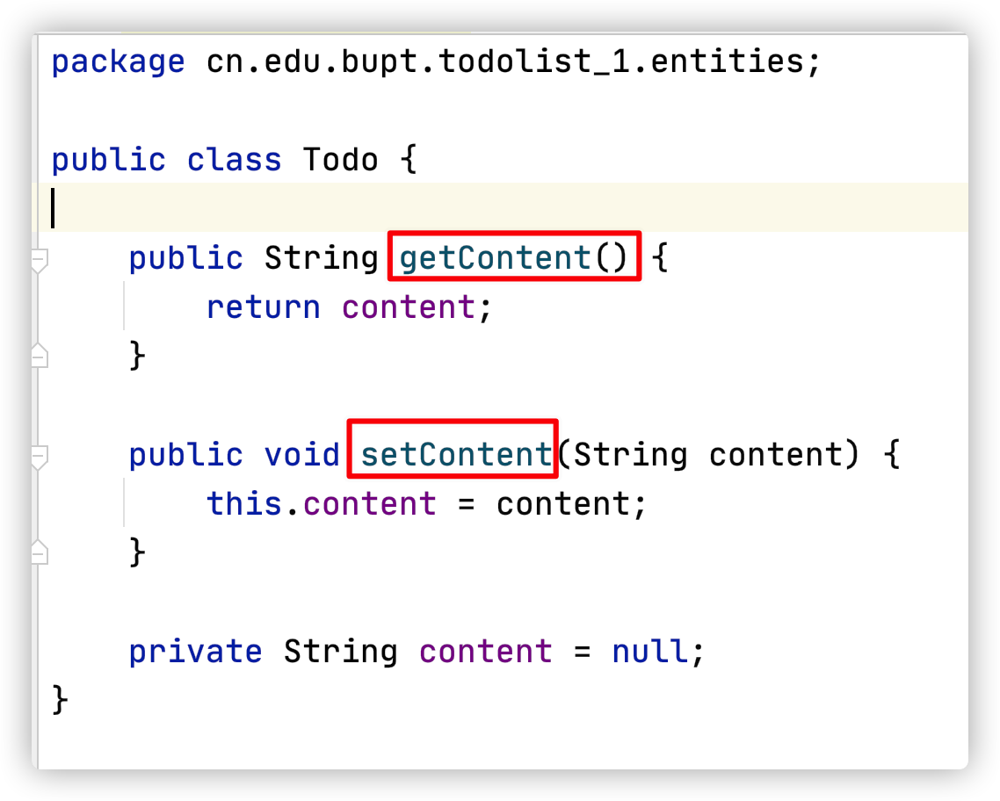 package cn.edu.bupt.todolist_1.entities;
public class Todo {
public String getContent() {
return content;
}
public void setContent(String content) {
this.content = content;
}
private String content = null;
}